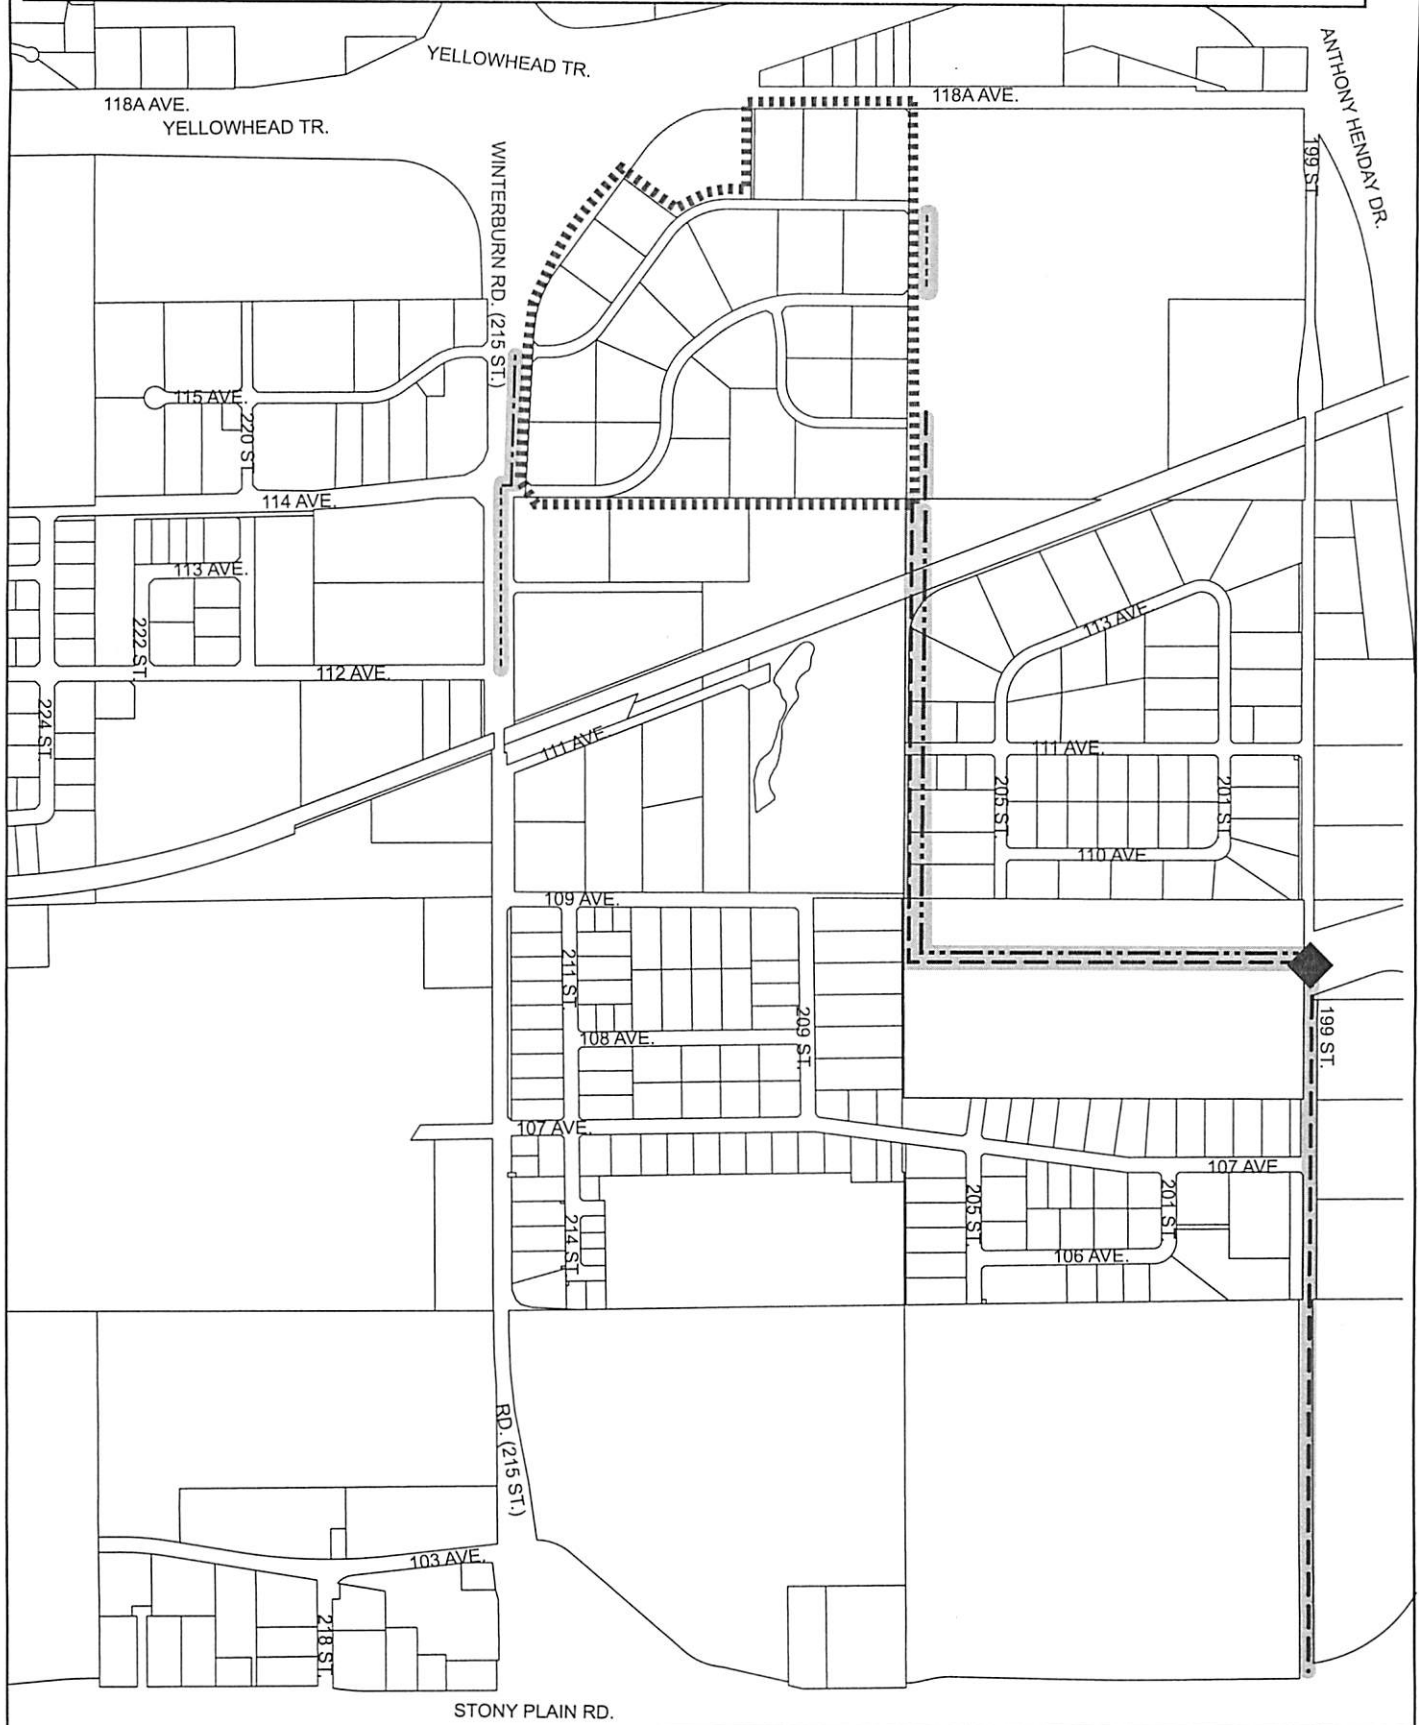 YELLOWHEAD TR.
118A AVE.
118A AVE.
YELLOWHEAD TR.
ANTHONY HENDAY DR.
199 ST.
WINTERBURN RD. (215 ST.)
115 AVE.
220 ST.
114 AVE.
113 AVE.
222 ST.
112 AVE.
113 AVE.
224 ST.
111 AVE.
111 AVE.
205 ST.
201 ST.
110 AVE.
109 AVE.
211 ST.
108 AVE.
209 ST.
199 ST.
107 AVE.
107 AVE.
205 ST.
201 ST.
214 ST.
106 AVE.
RD. (215 ST.)
103 AVE.
218 ST.
STONY PLAIN RD.